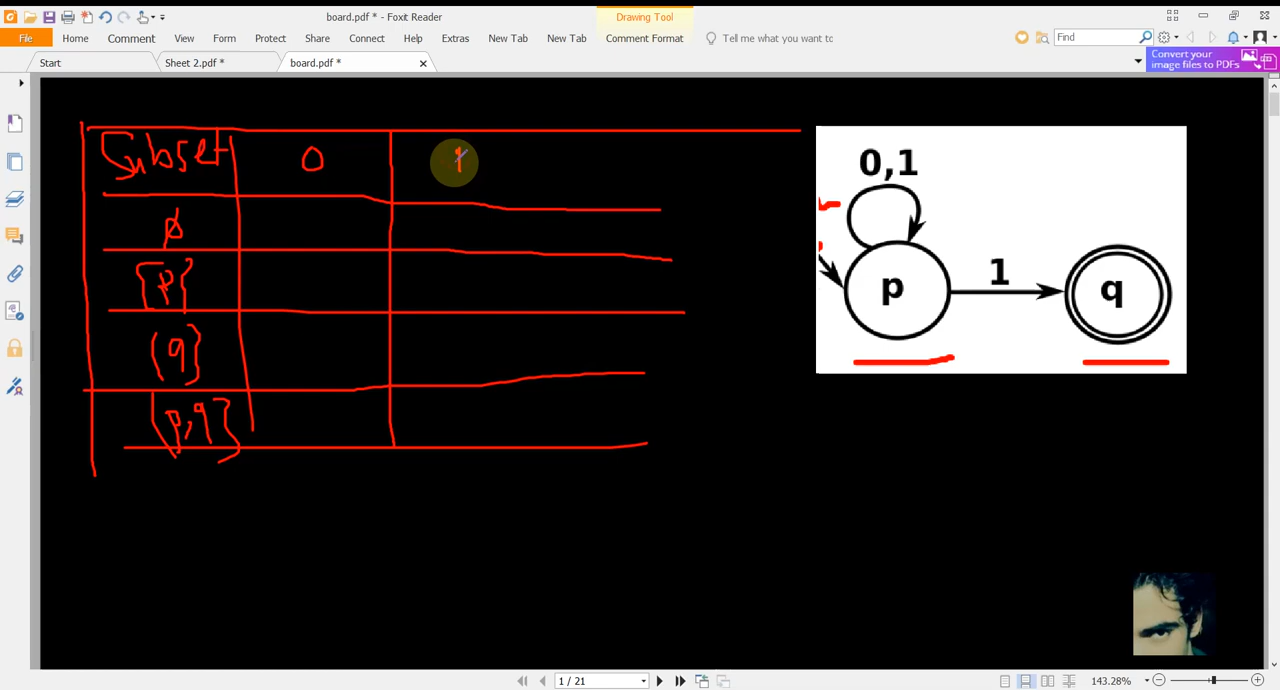 board.pdf * - Foxit Reader
Drawing Tool
File Home Comment View Form Protect Share Connect Help Extras New Tab New Tab Comment Format Tell me what you want to Find
Start Sheet 2.pdf * board.pdf *
Convert your
image files to PDFs
Subset 0 1
ϕ
{p}
{q}
{p,q}
0,1
1
p q
1 / 21 143.28%